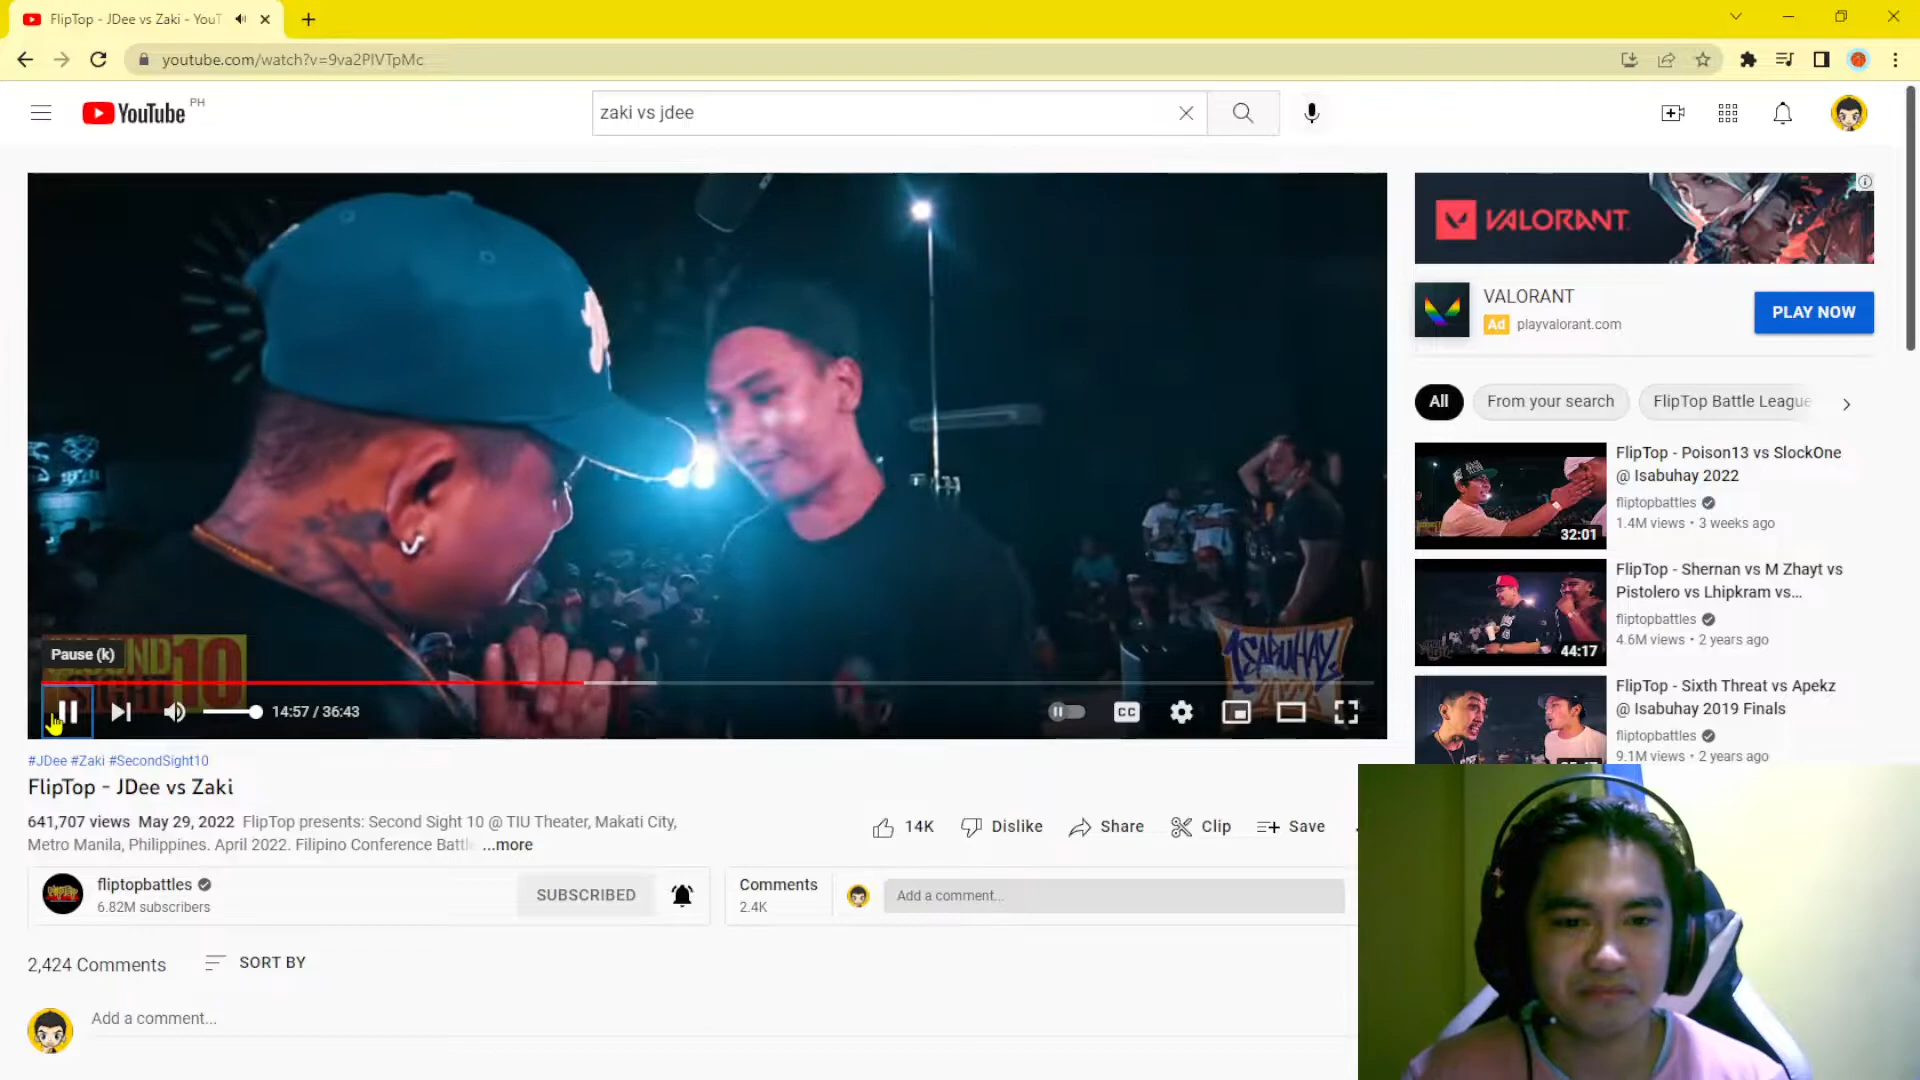 FlipTop - JDee vs Zaki - YouT
youtube.com/watch?v=9va2PlVTpMc
YouTube PH
zaki vs jdee
VALORANT
VALORANT
Ad playvalorant.com
PLAY NOW
All
From your search
FlipTop Battle League
FlipTop - Poison13 vs SlockOne
@ Isabuhay 2022
fliptopbattles
1.4M views • 3 weeks ago
32:01
FlipTop - Shernan vs M Zhayt vs
Pistolero vs Lhipkram vs...
fliptopbattles
4.6M views • 2 years ago
44:17
FlipTop - Sixth Threat vs Apekz
@ Isabuhay 2019 Finals
fliptopbattles
9.1M views • 2 years ago
ISABUHAY
10
Pause (k)
14:57 / 36:43
CC
#JDee #Zaki #SecondSight10
FlipTop - JDee vs Zaki
641,707 views May 29, 2022 FlipTop presents: Second Sight 10 @ TIU Theater, Makati City,
Metro Manila, Philippines. April 2022. Filipino Conference Battl ...more
14K
Dislike
Share
Clip
Save
fliptopbattles
6.82M subscribers
SUBSCRIBED
Comments
2.4K
Add a comment...
2,424 Comments
SORT BY
Add a comment...